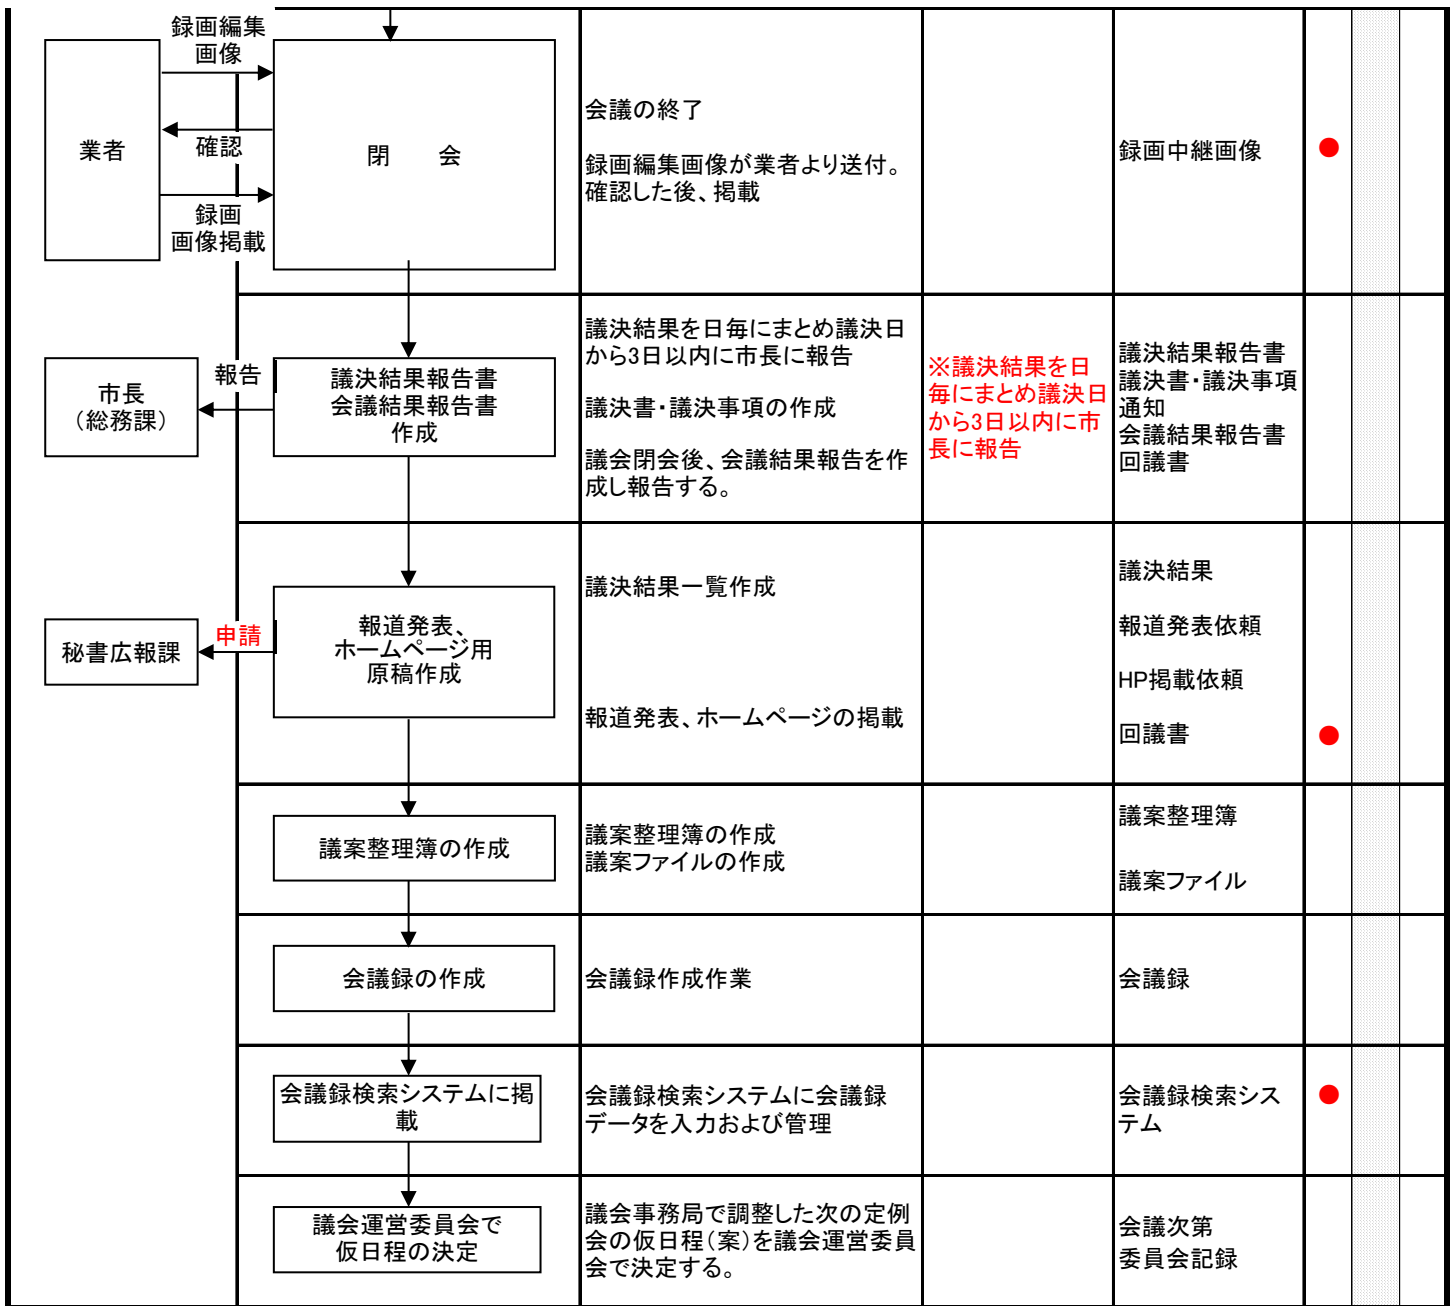 録画編集
画像
業者
確認
録画
画像掲載
閉　　会
会議の終了
録画編集画像が業者より送付。
確認した後、掲載
録画中継画像
●
市長
（総務課）
報告
議決結果報告書
会議結果報告書
作成
議決結果を日毎にまとめ議決日
から3日以内に市長に報告
議決書・議決事項の作成
議会閉会後、会議結果報告を作
成し報告する。
※議決結果を日
毎にまとめ議決日
から3日以内に市
長に報告
議決結果報告書
議決書・議決事項
通知
会議結果報告書
回議書
秘書広報課
申請
報道発表、
ホームページ用
原稿作成
議決結果一覧作成
報道発表、ホームページの掲載
議決結果
報道発表依頼
HP掲載依頼
回議書
●
議案整理簿の作成
議案整理簿の作成
議案ファイルの作成
議案整理簿
議案ファイル
会議録の作成
会議録作成作業
会議録
会議録検索システムに掲
載
会議録検索システムに会議録
データを入力および管理
会議録検索シス
テム
●
議会運営委員会で
仮日程の決定
議会事務局で調整した次の定例
会の仮日程（案）を議会運営委員
会で決定する。
会議次第
委員会記録